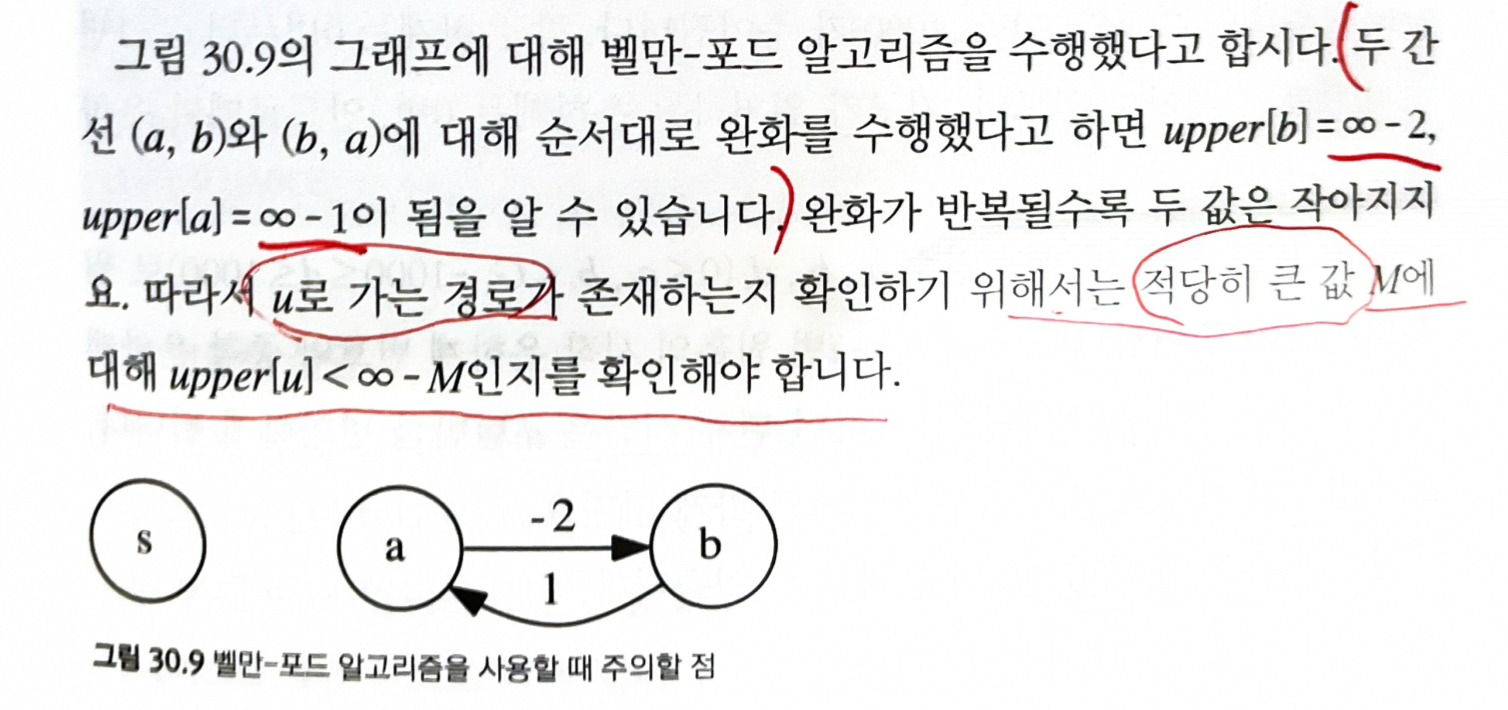 그림 30.9의 그래프에 대해 벨만-포드 알고리즘을 수행했다고 합시다. 두 간
선 (a, b)와 (b, a)에 대해 순서대로 완화를 수행했다고 하면 upper[b]=∞-2,
upper[a]=∞-1이 됨을 알 수 있습니다. 완화가 반복될수록 두 값은 작아지지
요. 따라서 u로 가는 경로가 존재하는지 확인하기 위해서는 적당히 큰 값 M에
대해 upper[u]<∞-M인지를 확인해야 합니다.
s
a
-2
b
1
그림 30.9 벨만-포드 알고리즘을 사용할 때 주의할 점